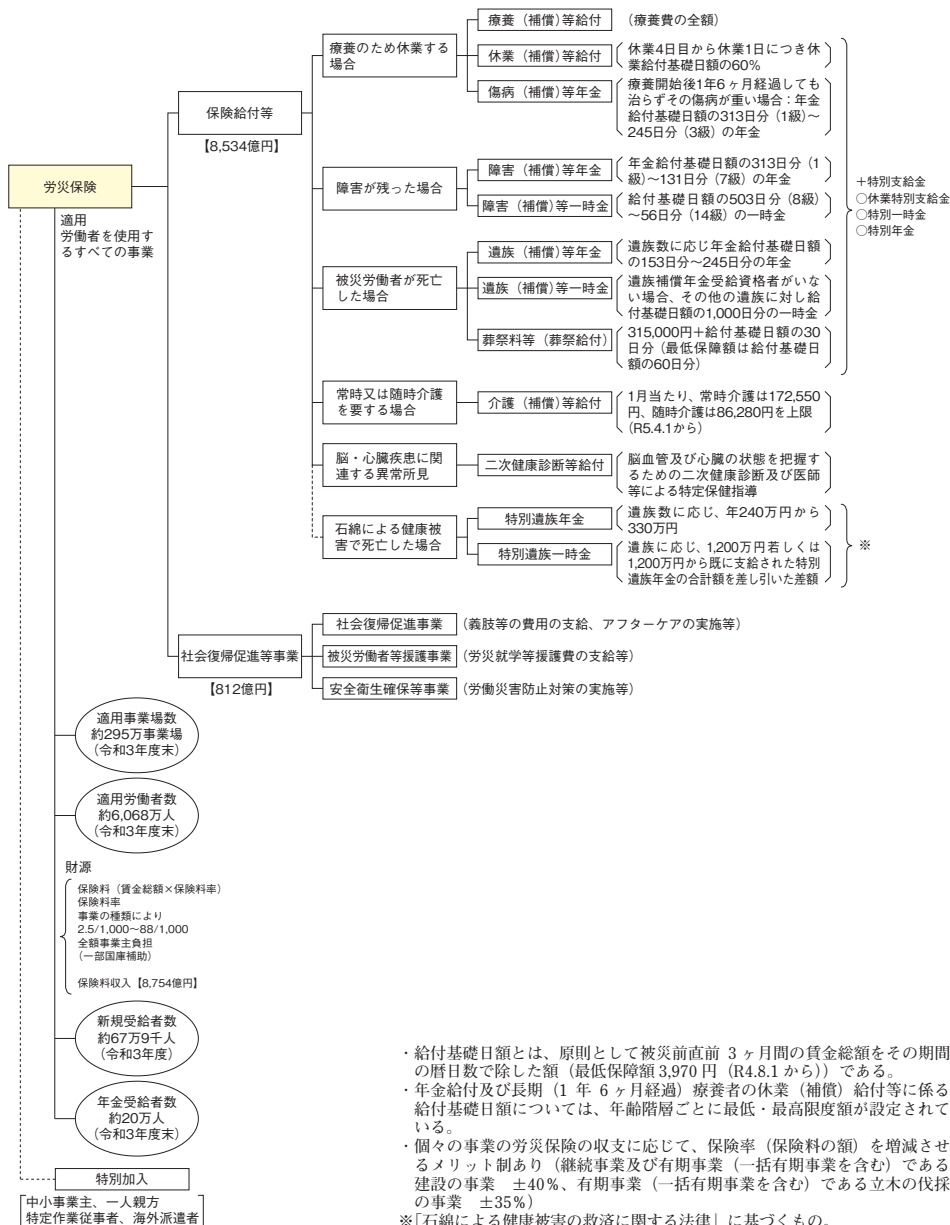 労災保険
適用
労働者を使用す
るすべての事業
保険給付等
【8,534億円】
療養のため休業する
場合
療養(補償)等給付
(療養費の全額)
休業(補償)等給付
休業4日目から休業1日につき休
業給付基礎日額の60%
傷病(補償)等年金
療養開始後1年6ヶ月経過しても
治らずその傷病が重い場合:年金
給付基礎日額の313日分(1級)~
245日分(3級)の年金
障害が残った場合
障害(補償)等年金
年金給付基礎日額の313日分(1
級)~131日分(7級)の年金
障害(補償)等一時金
給付基礎日額の503日分(8級)
~56日分(14級)の一時金
被災労働者が死亡
した場合
遺族(補償)等年金
遺族数に応じ年金給付基礎日額
の153日分~245日分の年金
遺族(補償)等一時金
遺族補償年金受給資格者がいな
い場合、その他の遺族に対し給
付基礎日額の1,000日分の一時金
葬祭料等(葬祭給付)
315,000円+給付基礎日額の30
日分(最低保障額は給付基礎日
額の60日分)
+特別支給金
○休業特別支給金
○特別一時金
○特別年金
常時又は随時介護
を要する場合
介護(補償)等給付
1月当たり、常時介護は172,550
円、随時介護は86,280円を上限
(R5.4.1から)
脳・心臓疾患に関
連する異常所見
二次健康診断等給付
脳血管及び心臓の状態を把握す
るための二次健康診断及び医師
等による特定保健指導
石綿による健康被
害で死亡した場合
特別遺族年金
遺族数に応じ、年240万円から
330万円
特別遺族一時金
遺族に応じ、1,200万円若しくは
1,200万円から既に支給された特別
遺族年金の合計額を差し引いた差額
※
社会復帰促進等事業
【812億円】
社会復帰促進事業
(義肢等の費用の支給、アフターケアの実施等)
被災労働者等援護事業
(労災就学等援護費の支給等)
安全衛生確保等事業
(労働災害防止対策の実施等)
適用事業場数
約295万事業場
(令和3年度末)
適用労働者数
約6,068万人
(令和3年度末)
財源
保険料(賃金総額×保険料率)
保険料率
事業の種類により
2.5/1,000~88/1,000
全額事業主負担
(一部国庫補助)
保険料収入【8,754億円】
新規受給者数
約67万9千人
(令和3年度)
年金受給者数
約20万人
(令和3年度末)
特別加入
中小事業主、一人親方
特定作業従事者、海外派遣者
・給付基礎日額とは、原則として被災前直前 3 ヶ月間の賃金総額をその期間
の暦日数で除した額(最低保障額 3,970 円(R4.8.1 から))である。
・年金給付及び長期(1 年 6 ヶ月経過)療養者の休業(補償)給付等に係る
給付基礎日額については、年齢階層ごとに最低・最高限度額が設定されて
いる。
・個々の事業の労災保険の収支に応じて、保険率(保険料の額)を増減させ
るメリット制あり(継続事業及び有期事業(一括有期事業を含む)である
建設の事業 ±40%、有期事業(一括有期事業を含む)である立木の伐採
の事業 ±35%)
※「石綿による健康被害の救済に関する法律」に基づくもの。